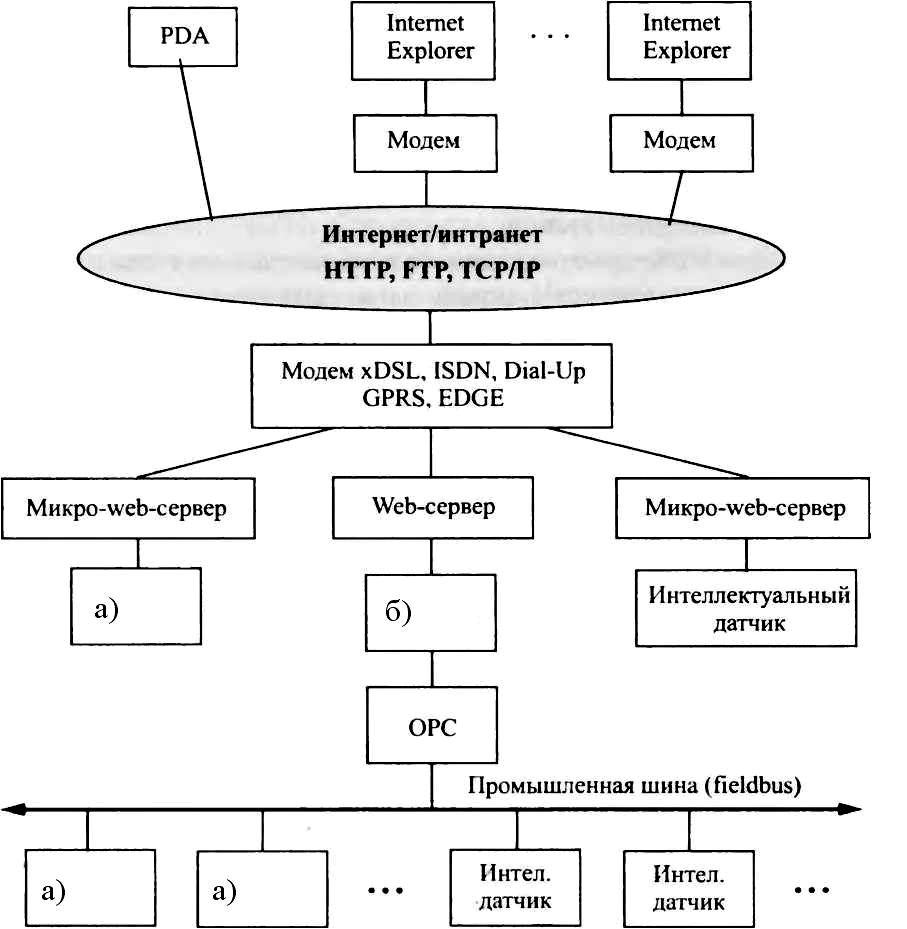 PDA
Internet
Explorer
. . .
Internet
Explorer
Модем
Модем
Интернет/интранет
HTTP, FTP, TCP/IP
Модем xDSL, ISDN, Dial-Up
GPRS, EDGE
Микро-web-сервер
Web-сервер
Микро-web-сервер
а)
б)
Интеллектуальный
датчик
OPC
Промышленная шина (fieldbus)
а)
а)
...
Интел.
датчик
Интел.
датчик
...